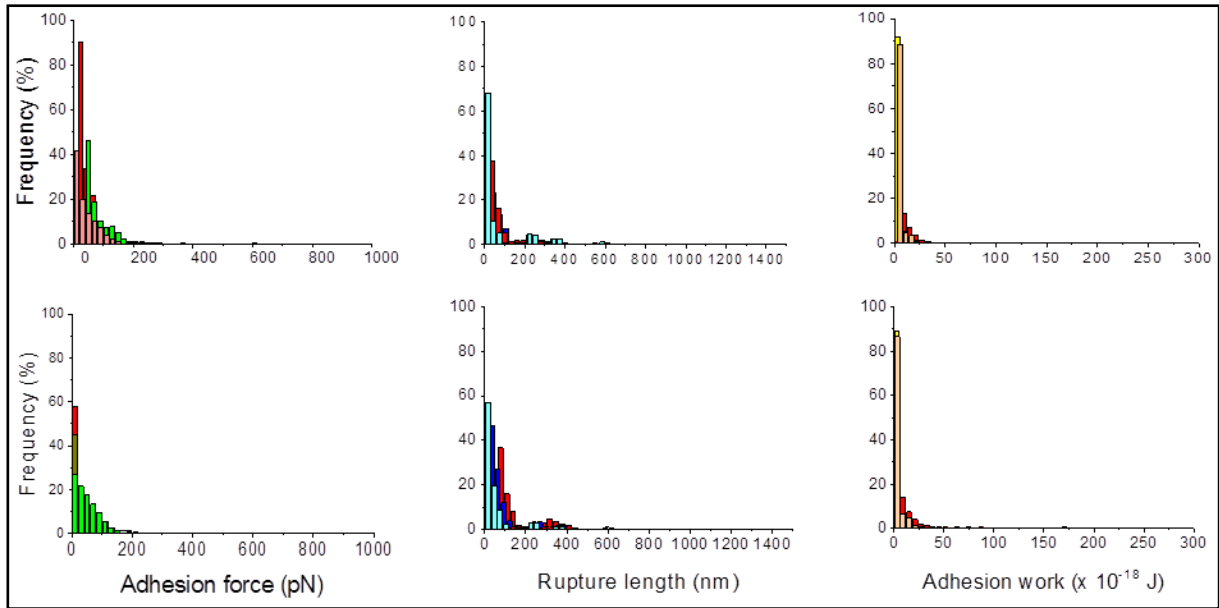 100 100 100
80 80 80
60 60 60
40 40 40
20 20 20
0 0 0
Frequency (%)
0 200 400 600 800 1000
0 200 400 600 800 1000 1200 1400
0 50 100 150 200 250 300
100 100 100
80 80 80
60 60 60
40 40 40
20 20 20
0 0 0
Frequency (%)
0 200 400 600 800 1000
0 200 400 600 800 1000 1200 1400
0 50 100 150 200 250 300
Adhesion force (pN)
Rupture length (nm)
Adhesion work (x 10⁻¹⁸ J)